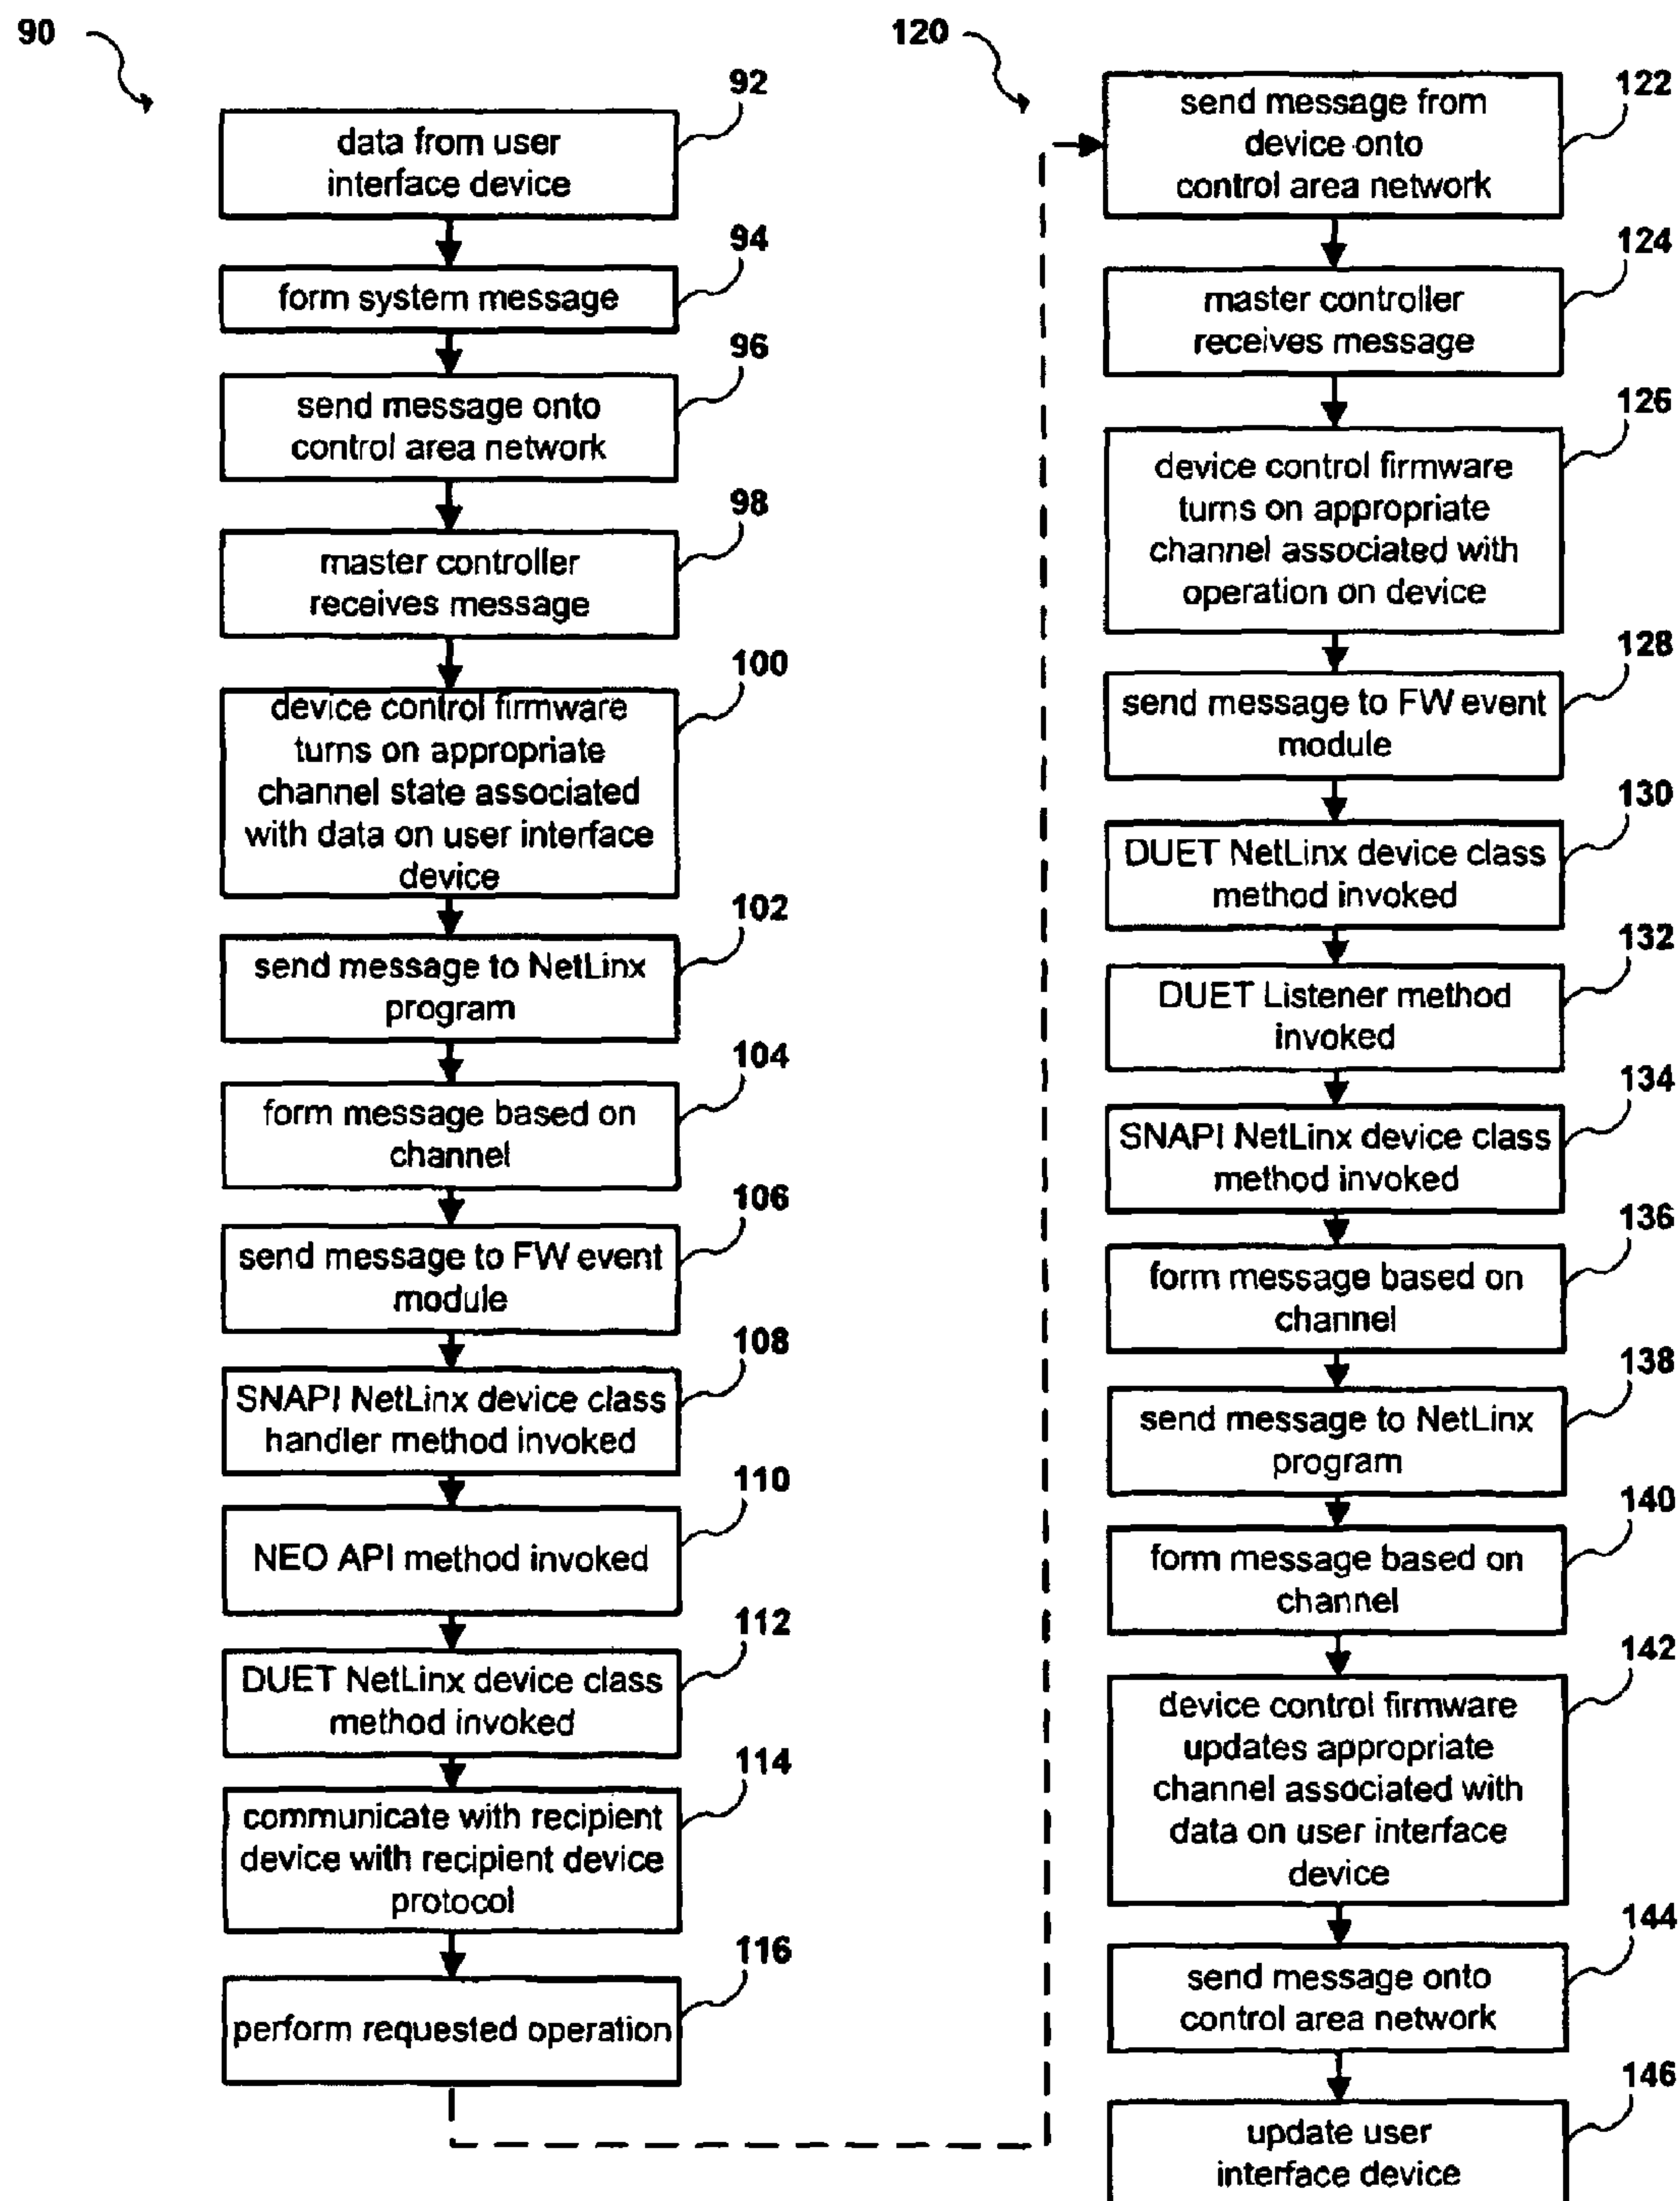 90
92
data from user
interface device
94
form system message
96
send message onto
control area network
98
master controller
receives message
100
device control firmware
turns on appropriate
channel state associated
with data on user interface
device
102
send message to NetLinx
program
104
form message based on
channel
106
send message to FW event
module
108
SNAPI NetLinx device class
handler method invoked
110
NEO API method invoked
112
DUET NetLinx device class
method invoked
114
communicate with recipient
device with recipient device
protocol
116
perform requested operation
120
122
send message from
device onto
control area network
124
master controller
receives message
126
device control firmware
turns on appropriate
channel associated with
operation on device
128
send message to FW event
module
130
DUET NetLinx device class
method invoked
132
DUET Listener method
invoked
134
SNAPI NetLinx device class
method invoked
136
form message based on
channel
138
send message to NetLinx
program
140
form message based on
channel
142
device control firmware
updates appropriate
channel associated with
data on user interface
device
144
send message onto
control area network
146
update user
interface device